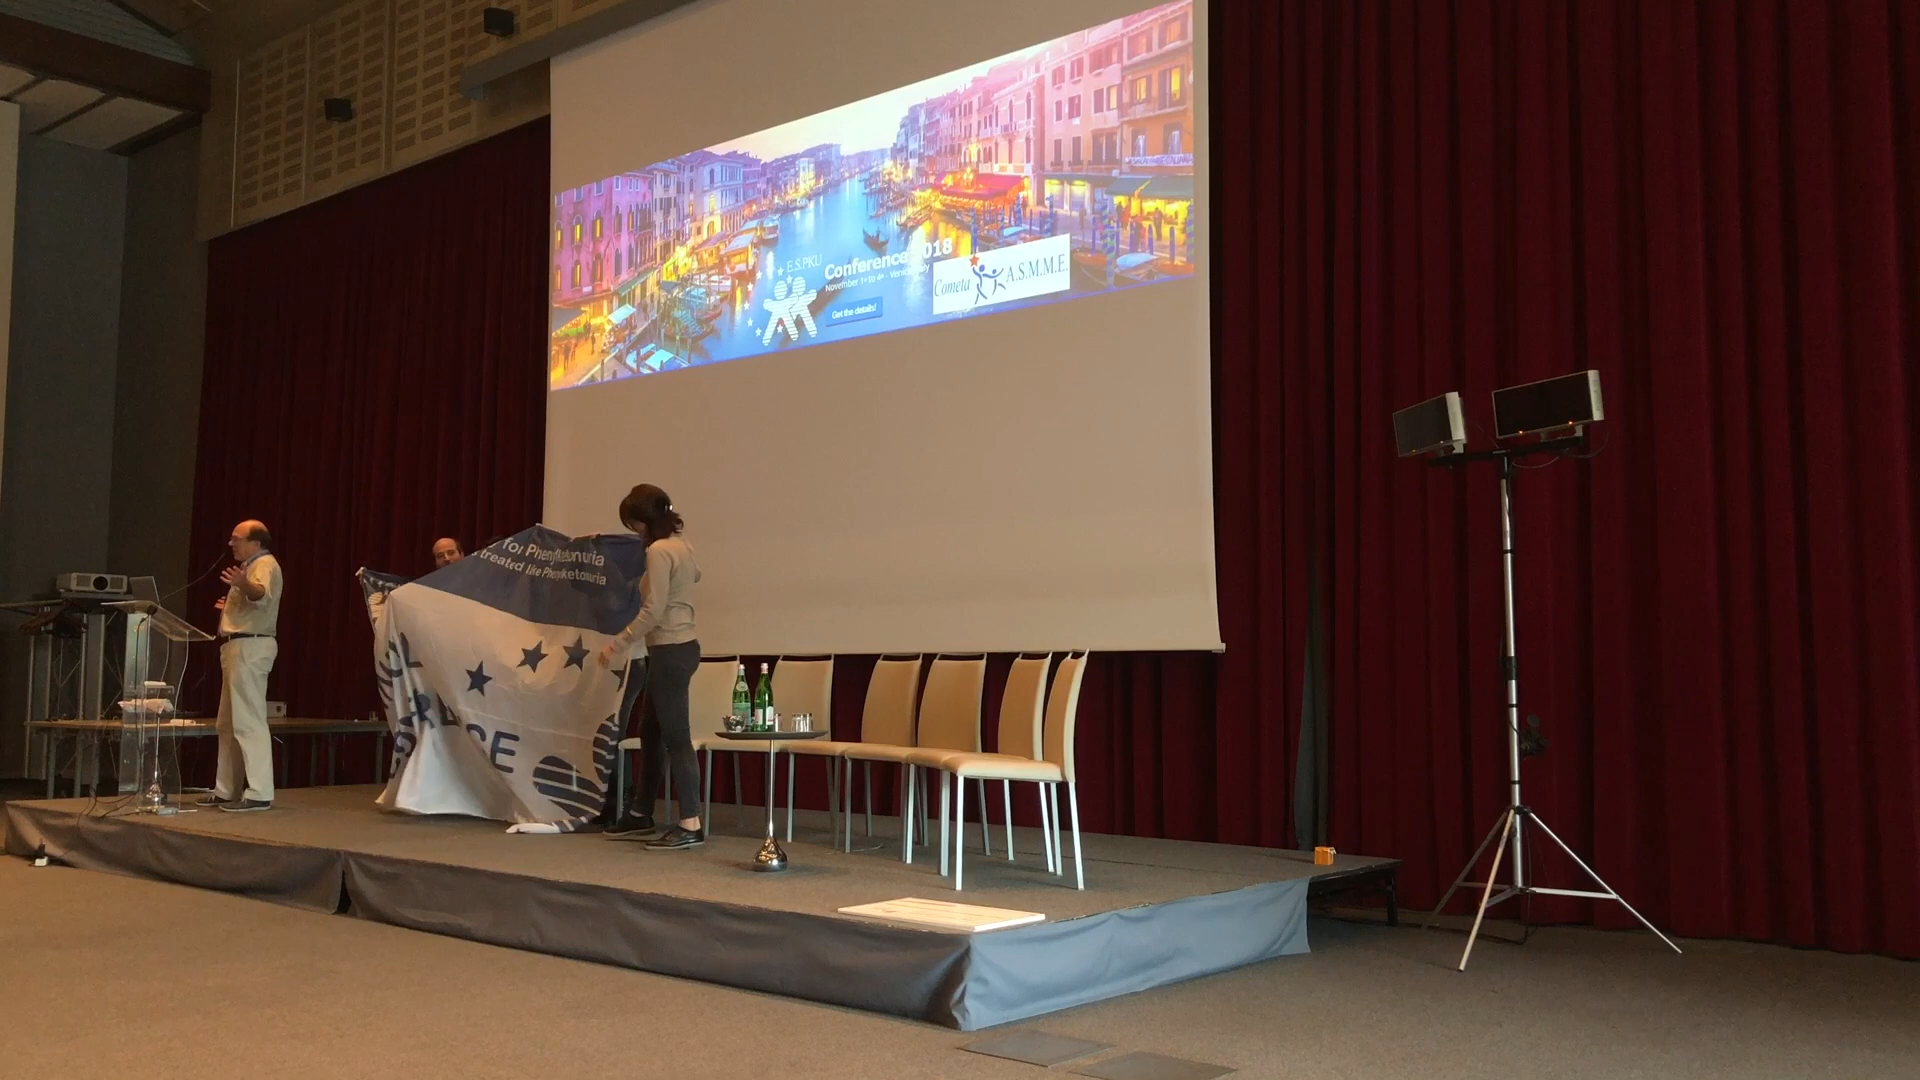 E.S.PKU
Conference 2018
November 1st to 4th - Venice, Italy
Get the details!
Cometa A.S.M.M.E.
for Phenylketonuria
treated like Phenylketonuria